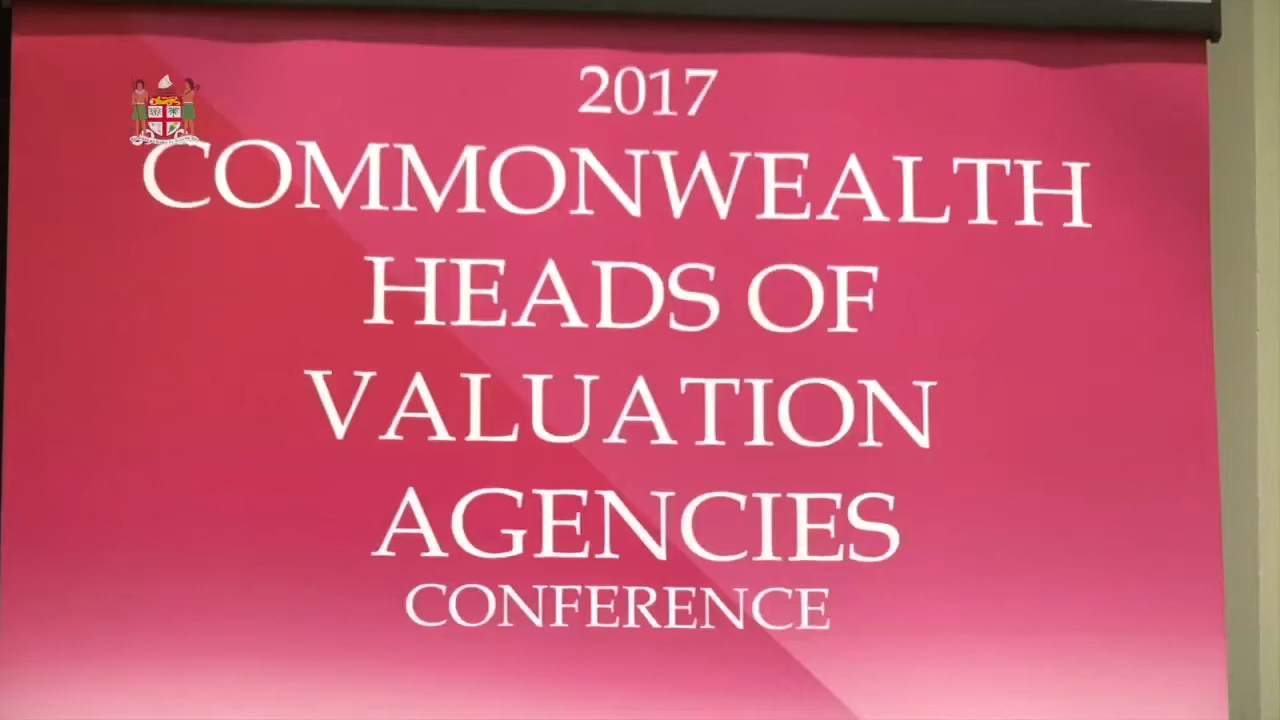 2017
COMMONWEALTH
HEADS OF
VALUATION
AGENCIES
CONFERENCE